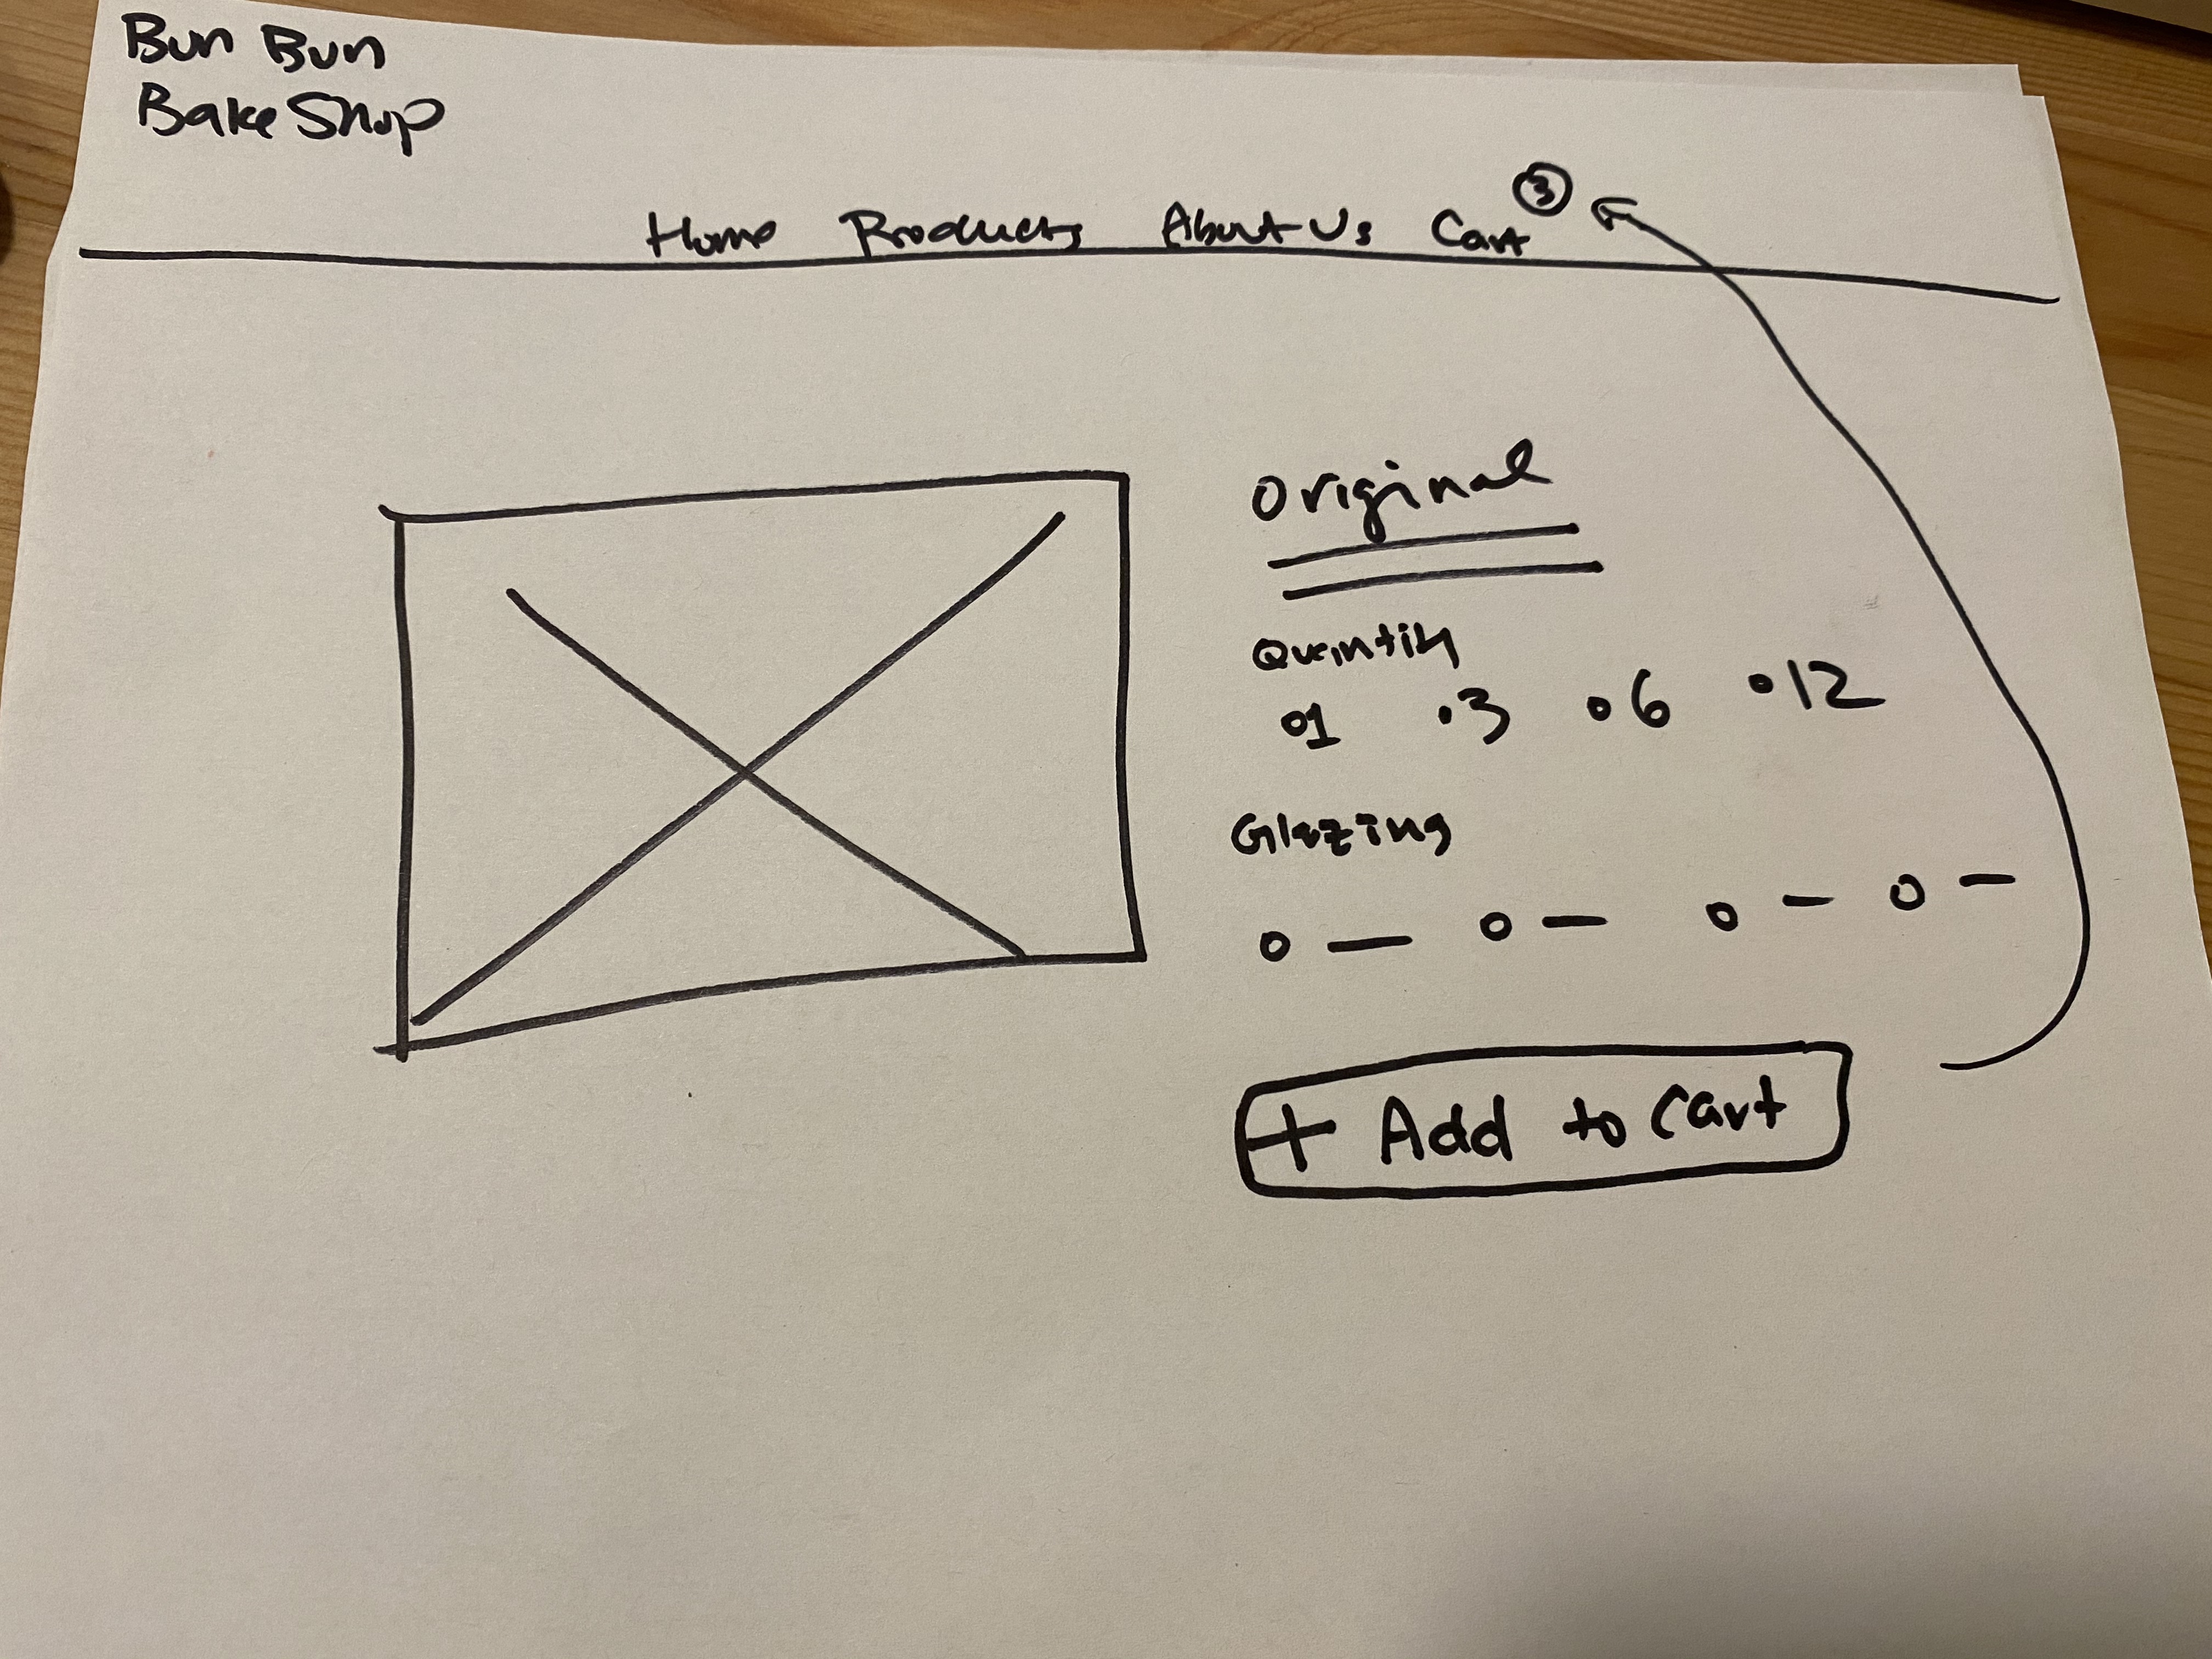 Bun Bun
Bake Shop
Home Products About Us Cart 3
Original
Quantity
1 3 6 12
Glazing
+ Add to Cart